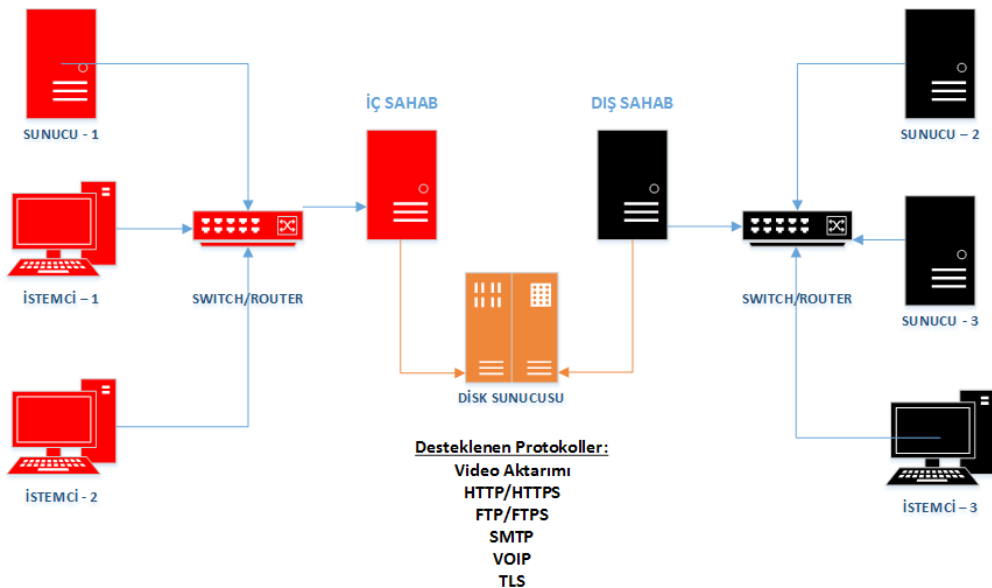 İÇ SAHAB
DIŞ SAHAB
SUNUCU - 1
SUNUCU – 2
İSTEMCİ – 1
SWITCH/ROUTER
SWITCH/ROUTER
SUNUCU - 3
DİSK SUNUCUSU
İSTEMCİ - 2
İSTEMCİ – 3
Desteklenen Protokoller:
Video Aktarımı
HTTP/HTTPS
FTP/FTPS
SMTP
VOIP
TLS